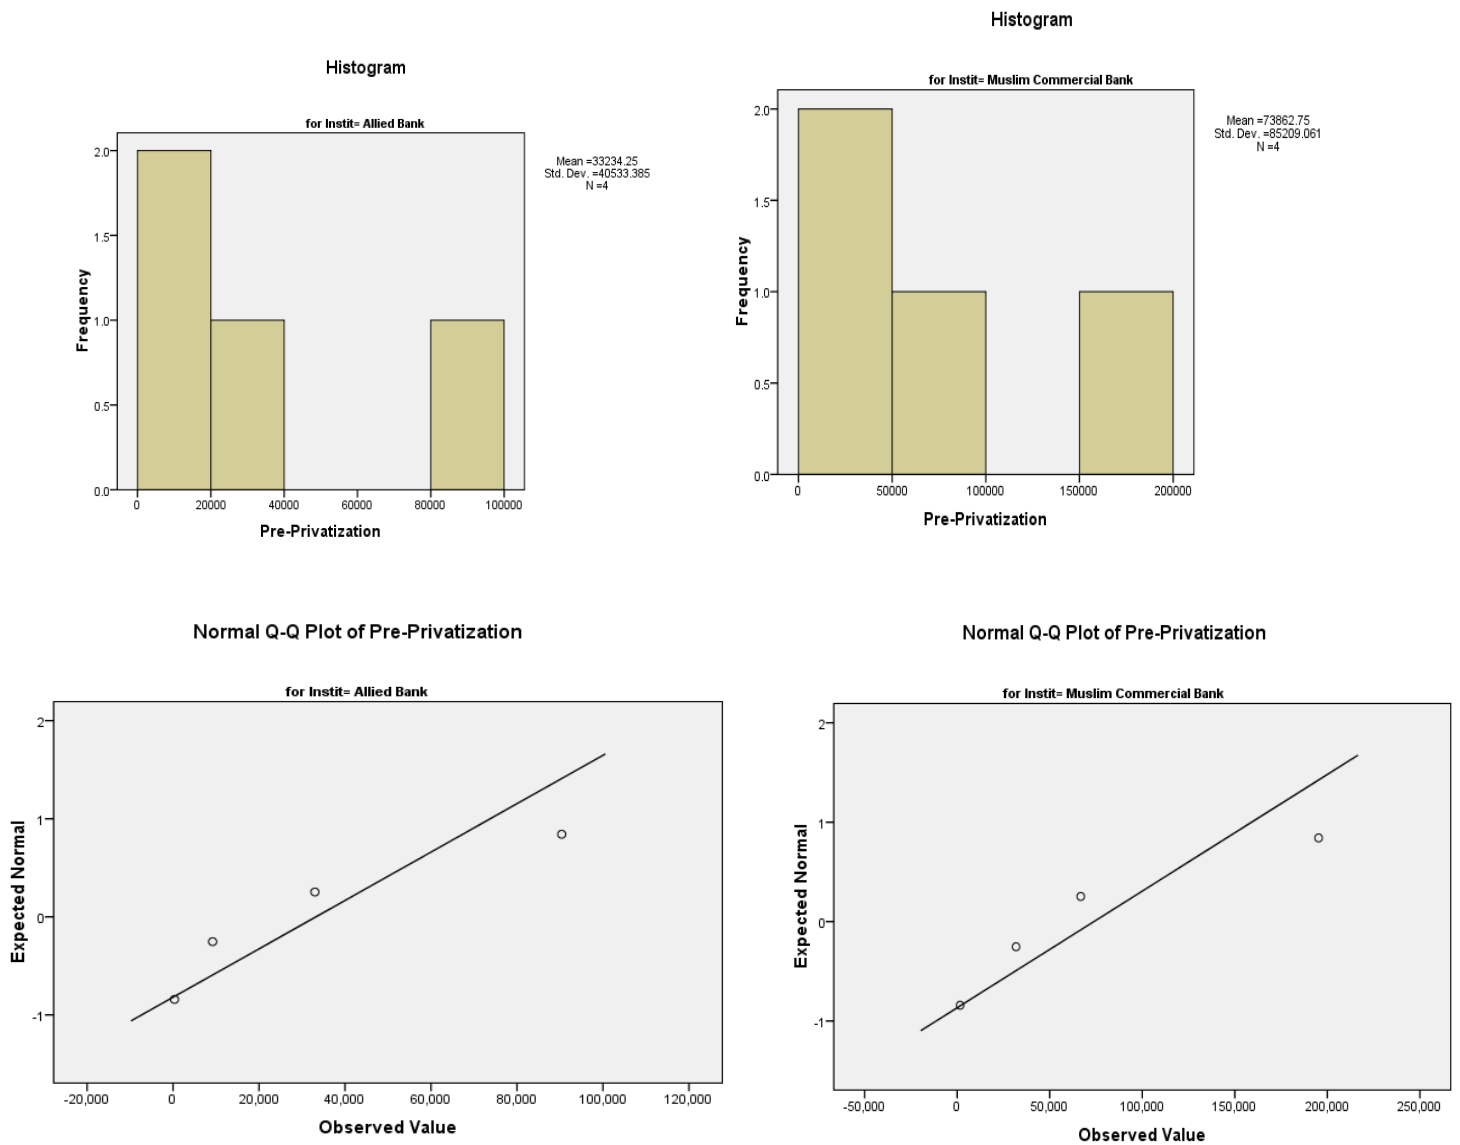 Histogram
for Instit= Allied Bank
Mean =33234.25
Std. Dev. =40533.385
N =4
Frequency
2.0
1.5
1.0
0.5
0.0
0 20000 40000 60000 80000 100000
Pre-Privatization
Histogram
for Instit= Muslim Commercial Bank
Mean =73862.75
Std. Dev. =85209.061
N =4
Frequency
2.0
1.5
1.0
0.5
0.0
0 50000 100000 150000 200000
Pre-Privatization
Normal Q-Q Plot of Pre-Privatization
for Instit= Allied Bank
Expected Normal
2
1
0
-1
-20,000 0 20,000 40,000 60,000 80,000 100,000 120,000
Observed Value
Normal Q-Q Plot of Pre-Privatization
for Instit= Muslim Commercial Bank
Expected Normal
2
1
0
-1
-50,000 0 50,000 100,000 150,000 200,000 250,000
Observed Value